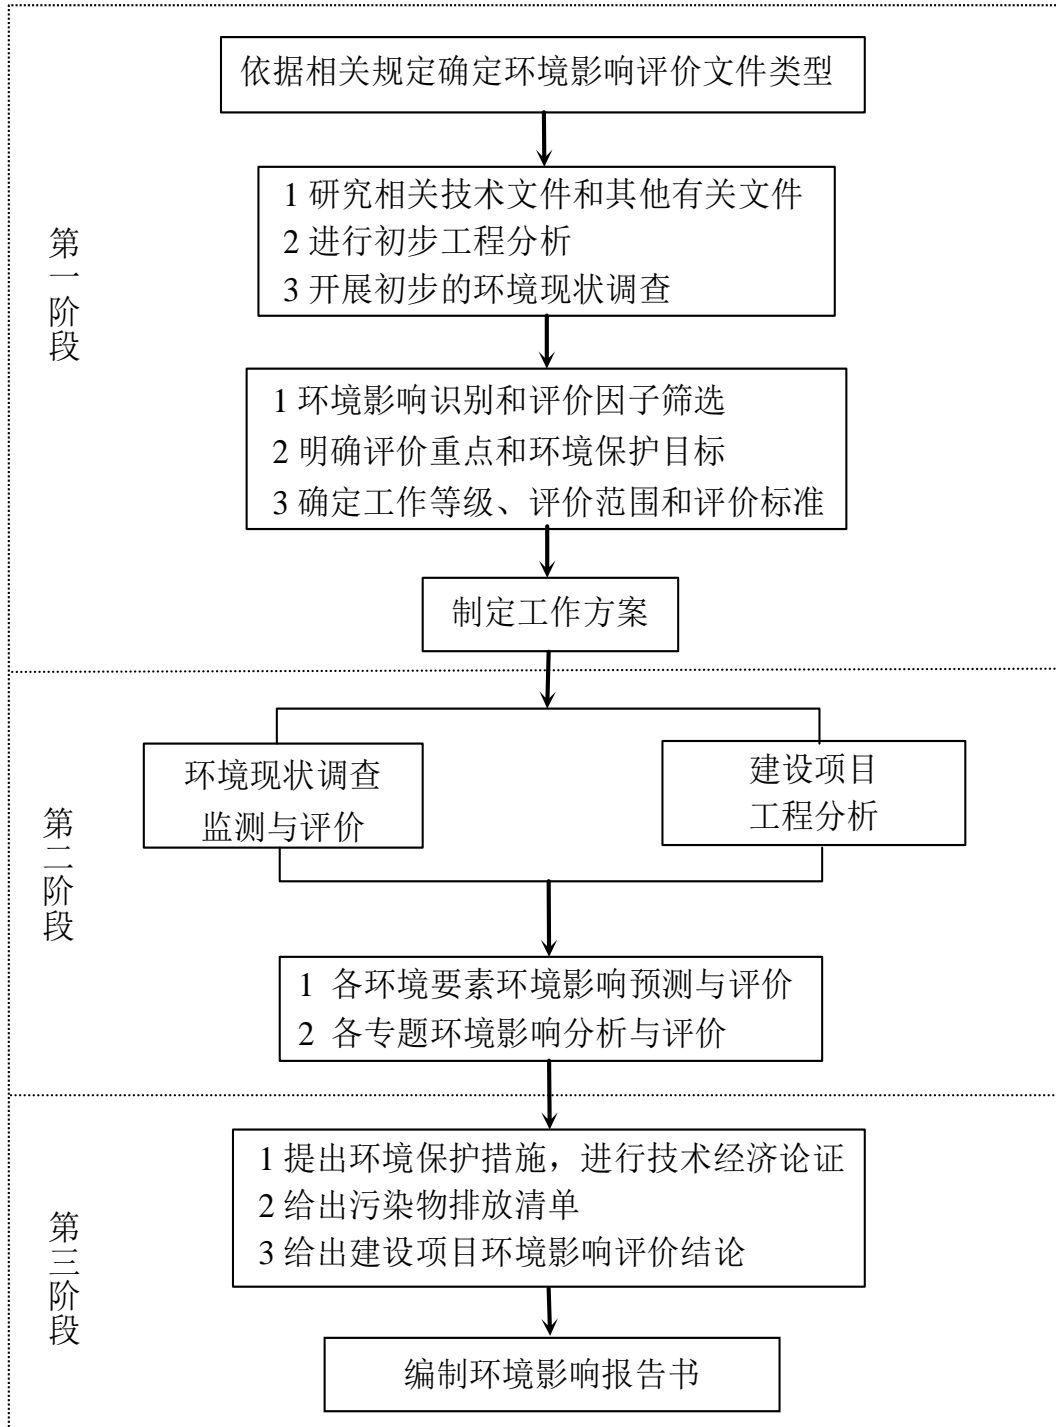 依据相关规定确定环境影响评价文件类型
1 研究相关技术文件和其他有关文件
2 进行初步工程分析
3 开展初步的环境现状调查
第一阶段
1 环境影响识别和评价因子筛选
2 明确评价重点和环境保护目标
3 确定工作等级、评价范围和评价标准
制定工作方案
环境现状调查
监测与评价
建设项目
工程分析
第二阶段
1 各环境要素环境影响预测与评价
2 各专题环境影响分析与评价
1 提出环境保护措施，进行技术经济论证
2 给出污染物排放清单
3 给出建设项目环境影响评价结论
第三阶段
编制环境影响报告书